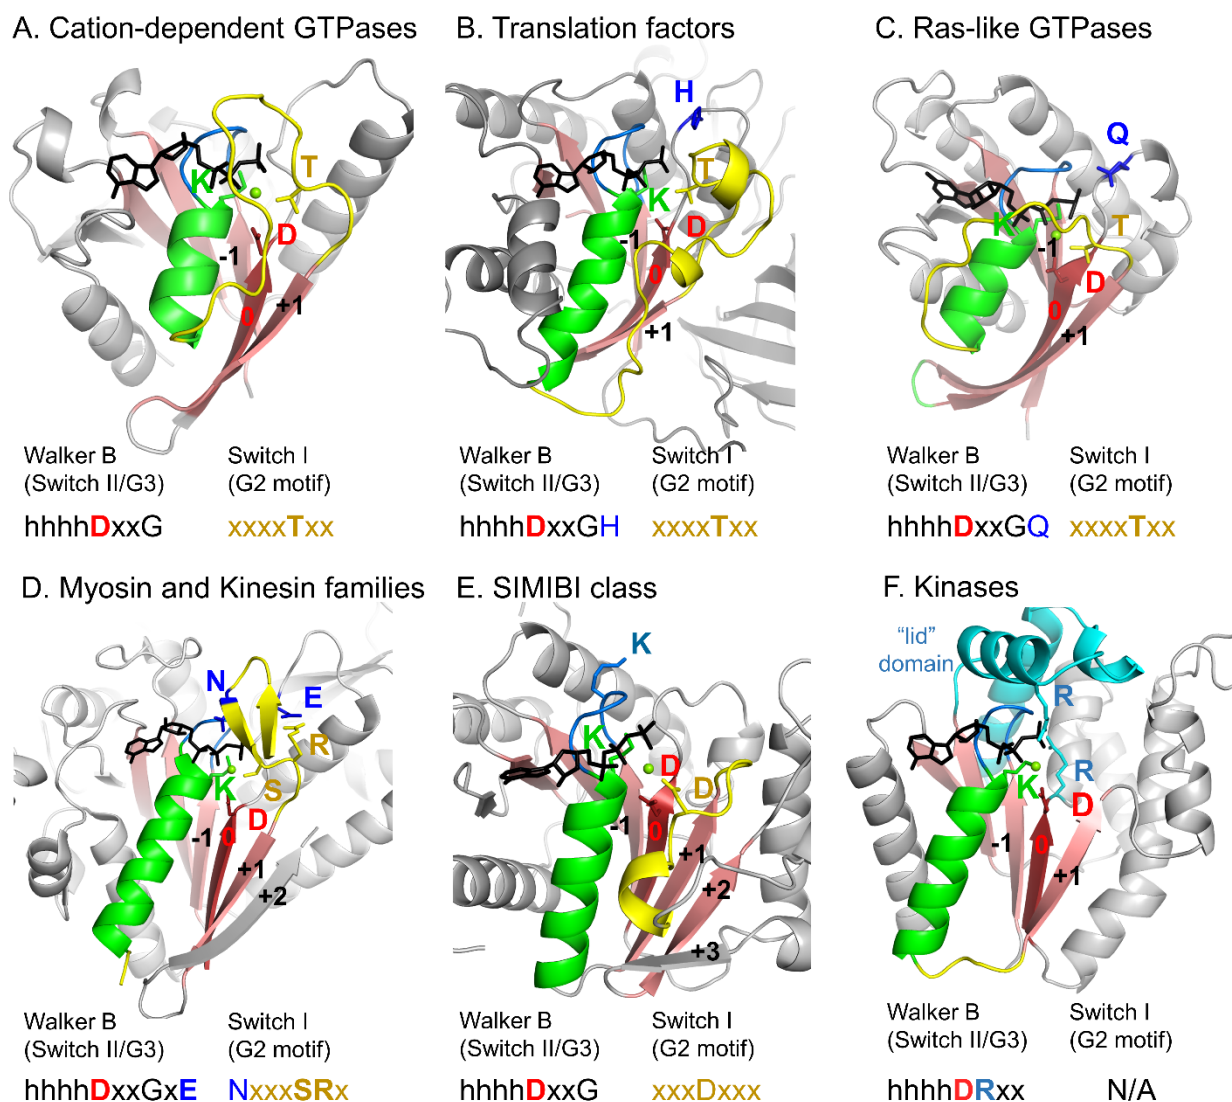 A. Cation-dependent GTPases
T
K
D
-1
0
+1
Walker B
(Switch II/G3)
Switch I
(G2 motif)
hhhhDxxG
xxxxTxx
B. Translation factors
H
T
K
D
-1
0
+1
Walker B
(Switch II/G3)
Switch I
(G2 motif)
hhhhDxxGH
xxxxTxx
C. Ras-like GTPases
Q
K
T
-1
D
0
+1
Walker B
(Switch II/G3)
Switch I
(G2 motif)
hhhhDxxGQ
xxxxTxx
D. Myosin and Kinesin families
N
E
R
K
S
D
-1
0
+1
+2
Walker B
(Switch II/G3)
Switch I
(G2 motif)
hhhhDxxGxE
NxxxSRx
E. SIMIBI class
K
K
D
D
-1
0
+1
+2
+3
Walker B
(Switch II/G3)
Switch I
(G2 motif)
hhhhDxxG
xxxDxxx
F. Kinases
"lid"
domain
R
R
K
D
-1
0
+1
Walker B
(Switch II/G3)
Switch I
(G2 motif)
hhhhDRxx
N/A